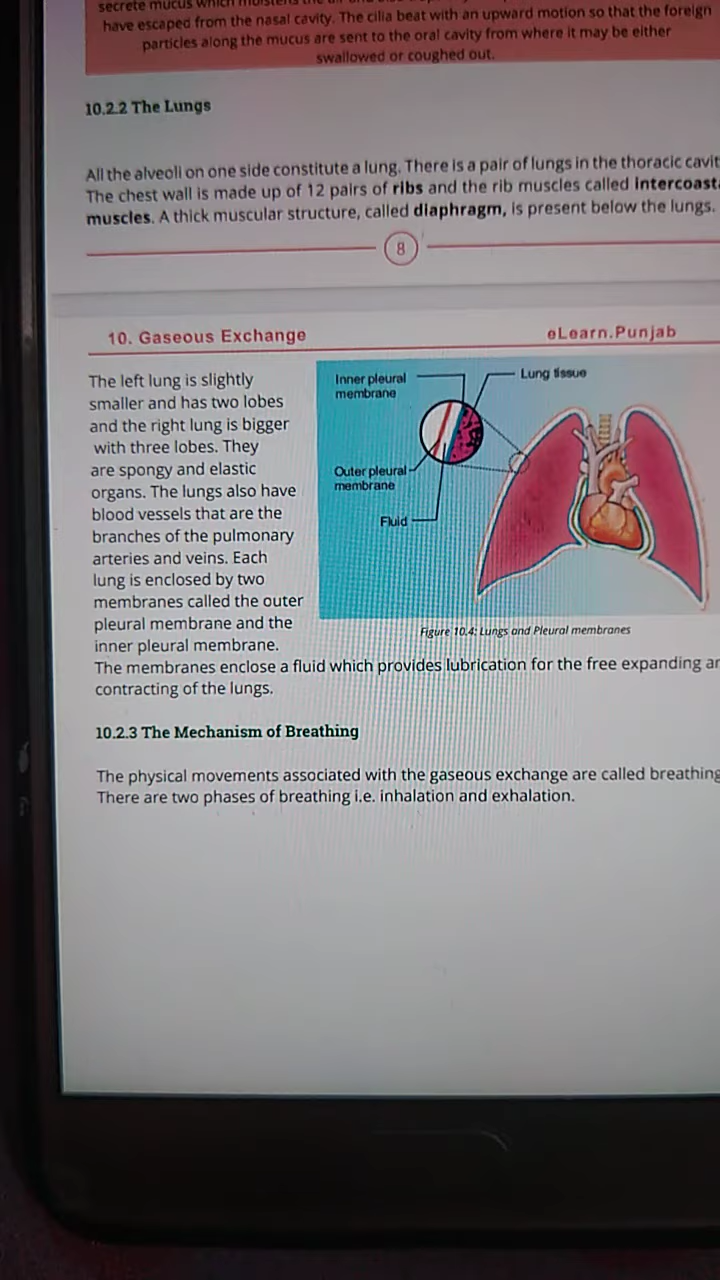 secrete mucus which moistens the air and also
have escaped from the nasal cavity. The cilia beat with an upward motion so that the foreign
particles along the mucus are sent to the oral cavity from where it may be either
swallowed or coughed out.
10.2.2 The Lungs
All the alveoli on one side constitute a lung. There is a pair of lungs in the thoracic cavit
The chest wall is made up of 12 pairs of ribs and the rib muscles called intercosta
muscles. A thick muscular structure, called diaphragm, is present below the lungs.
8
10. Gaseous Exchange
eLearn.Punjab
The left lung is slightly
smaller and has two lobes
and the right lung is bigger
with three lobes. They
are spongy and elastic
organs. The lungs also have
blood vessels that are the
branches of the pulmonary
arteries and veins. Each
lung is enclosed by two
membranes called the outer
pleural membrane and the
inner pleural membrane.
Inner pleural
membrane
Lung tissue
Outer pleural
membrane
Fluid
Figure 10.4: Lungs and Pleural membranes
The membranes enclose a fluid which provides lubrication for the free expanding an
contracting of the lungs.
10.2.3 The Mechanism of Breathing
The physical movements associated with the gaseous exchange are called breathing
There are two phases of breathing i.e. inhalation and exhalation.